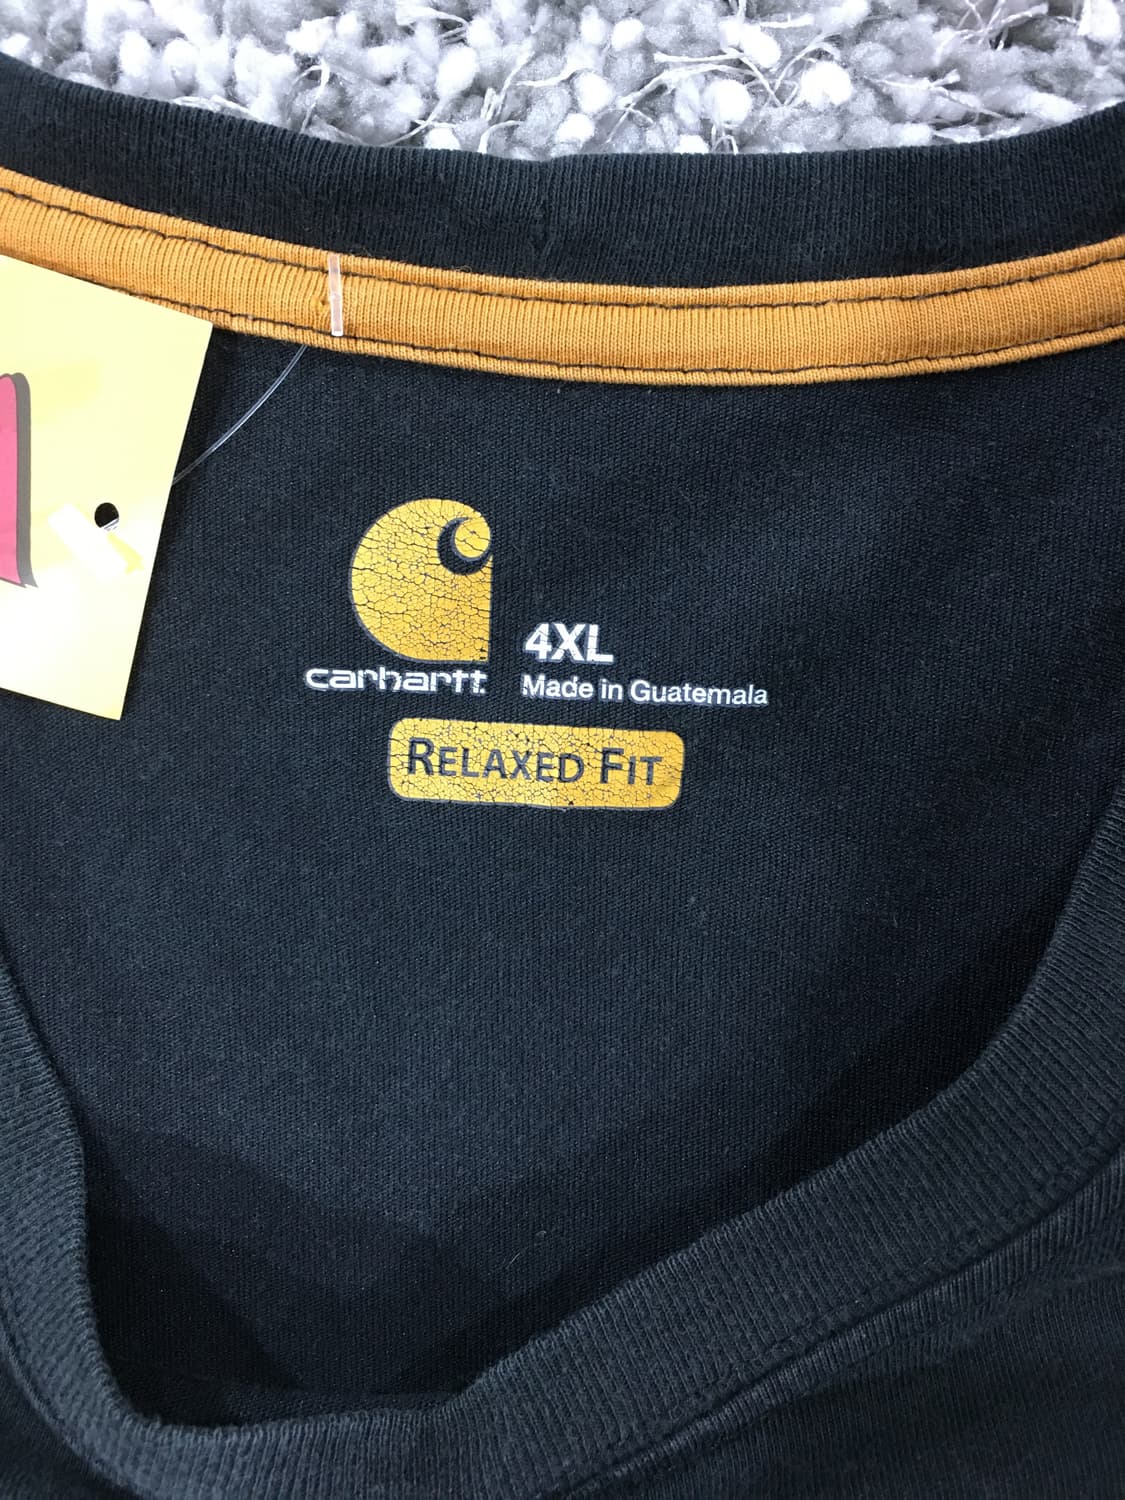 4XL
carhartt
Made in Guatemala
RELAXED FIT